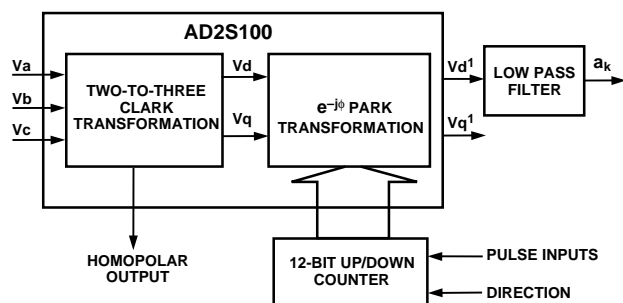 AD2S100
Va
Vb
Vc
TWO-TO-THREE
CLARK
TRANSFORMATION
Vd
Vq
e–jϕ PARK
TRANSFORMATION
Vd1
Vq1
LOW PASS
FILTER
ak
HOMOPOLAR
OUTPUT
12-BIT UP/DOWN
COUNTER
PULSE INPUTS
DIRECTION